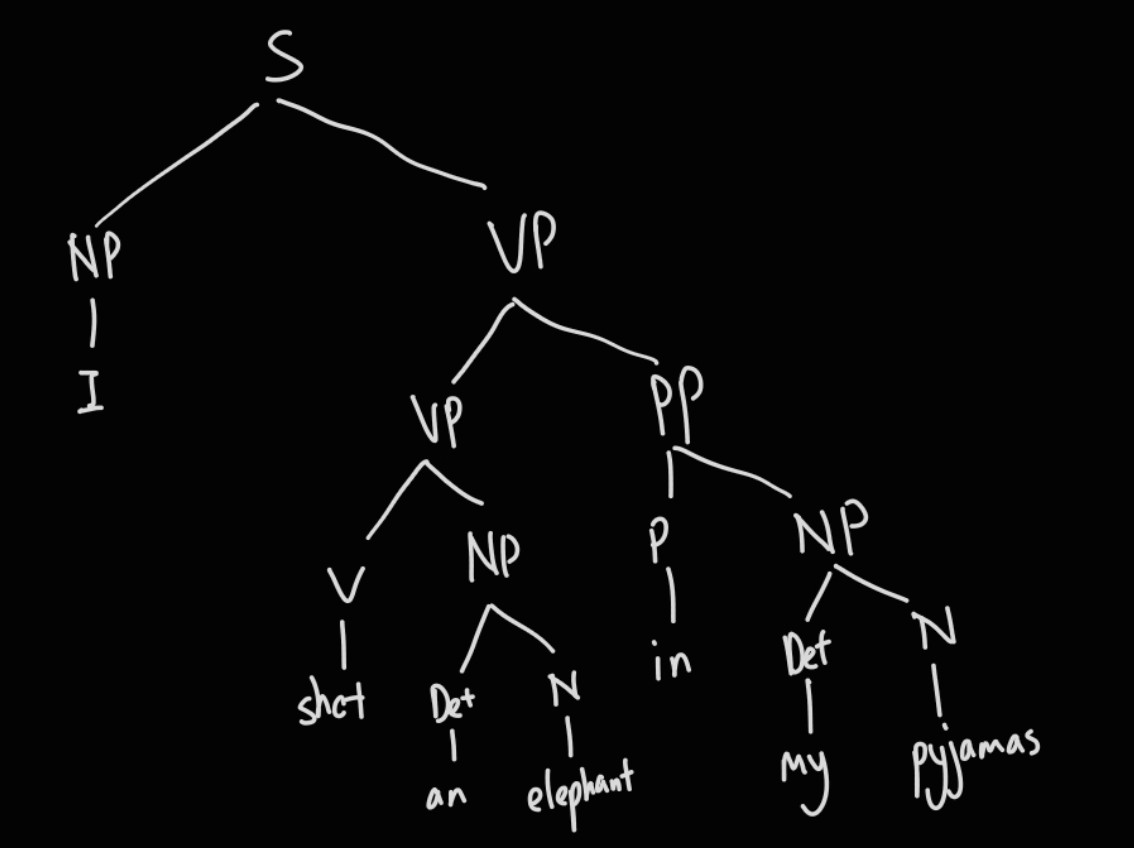 S
NP VP
I VP PP
V NP P NP
shot Det N in Det N
an elephant my pyjamas